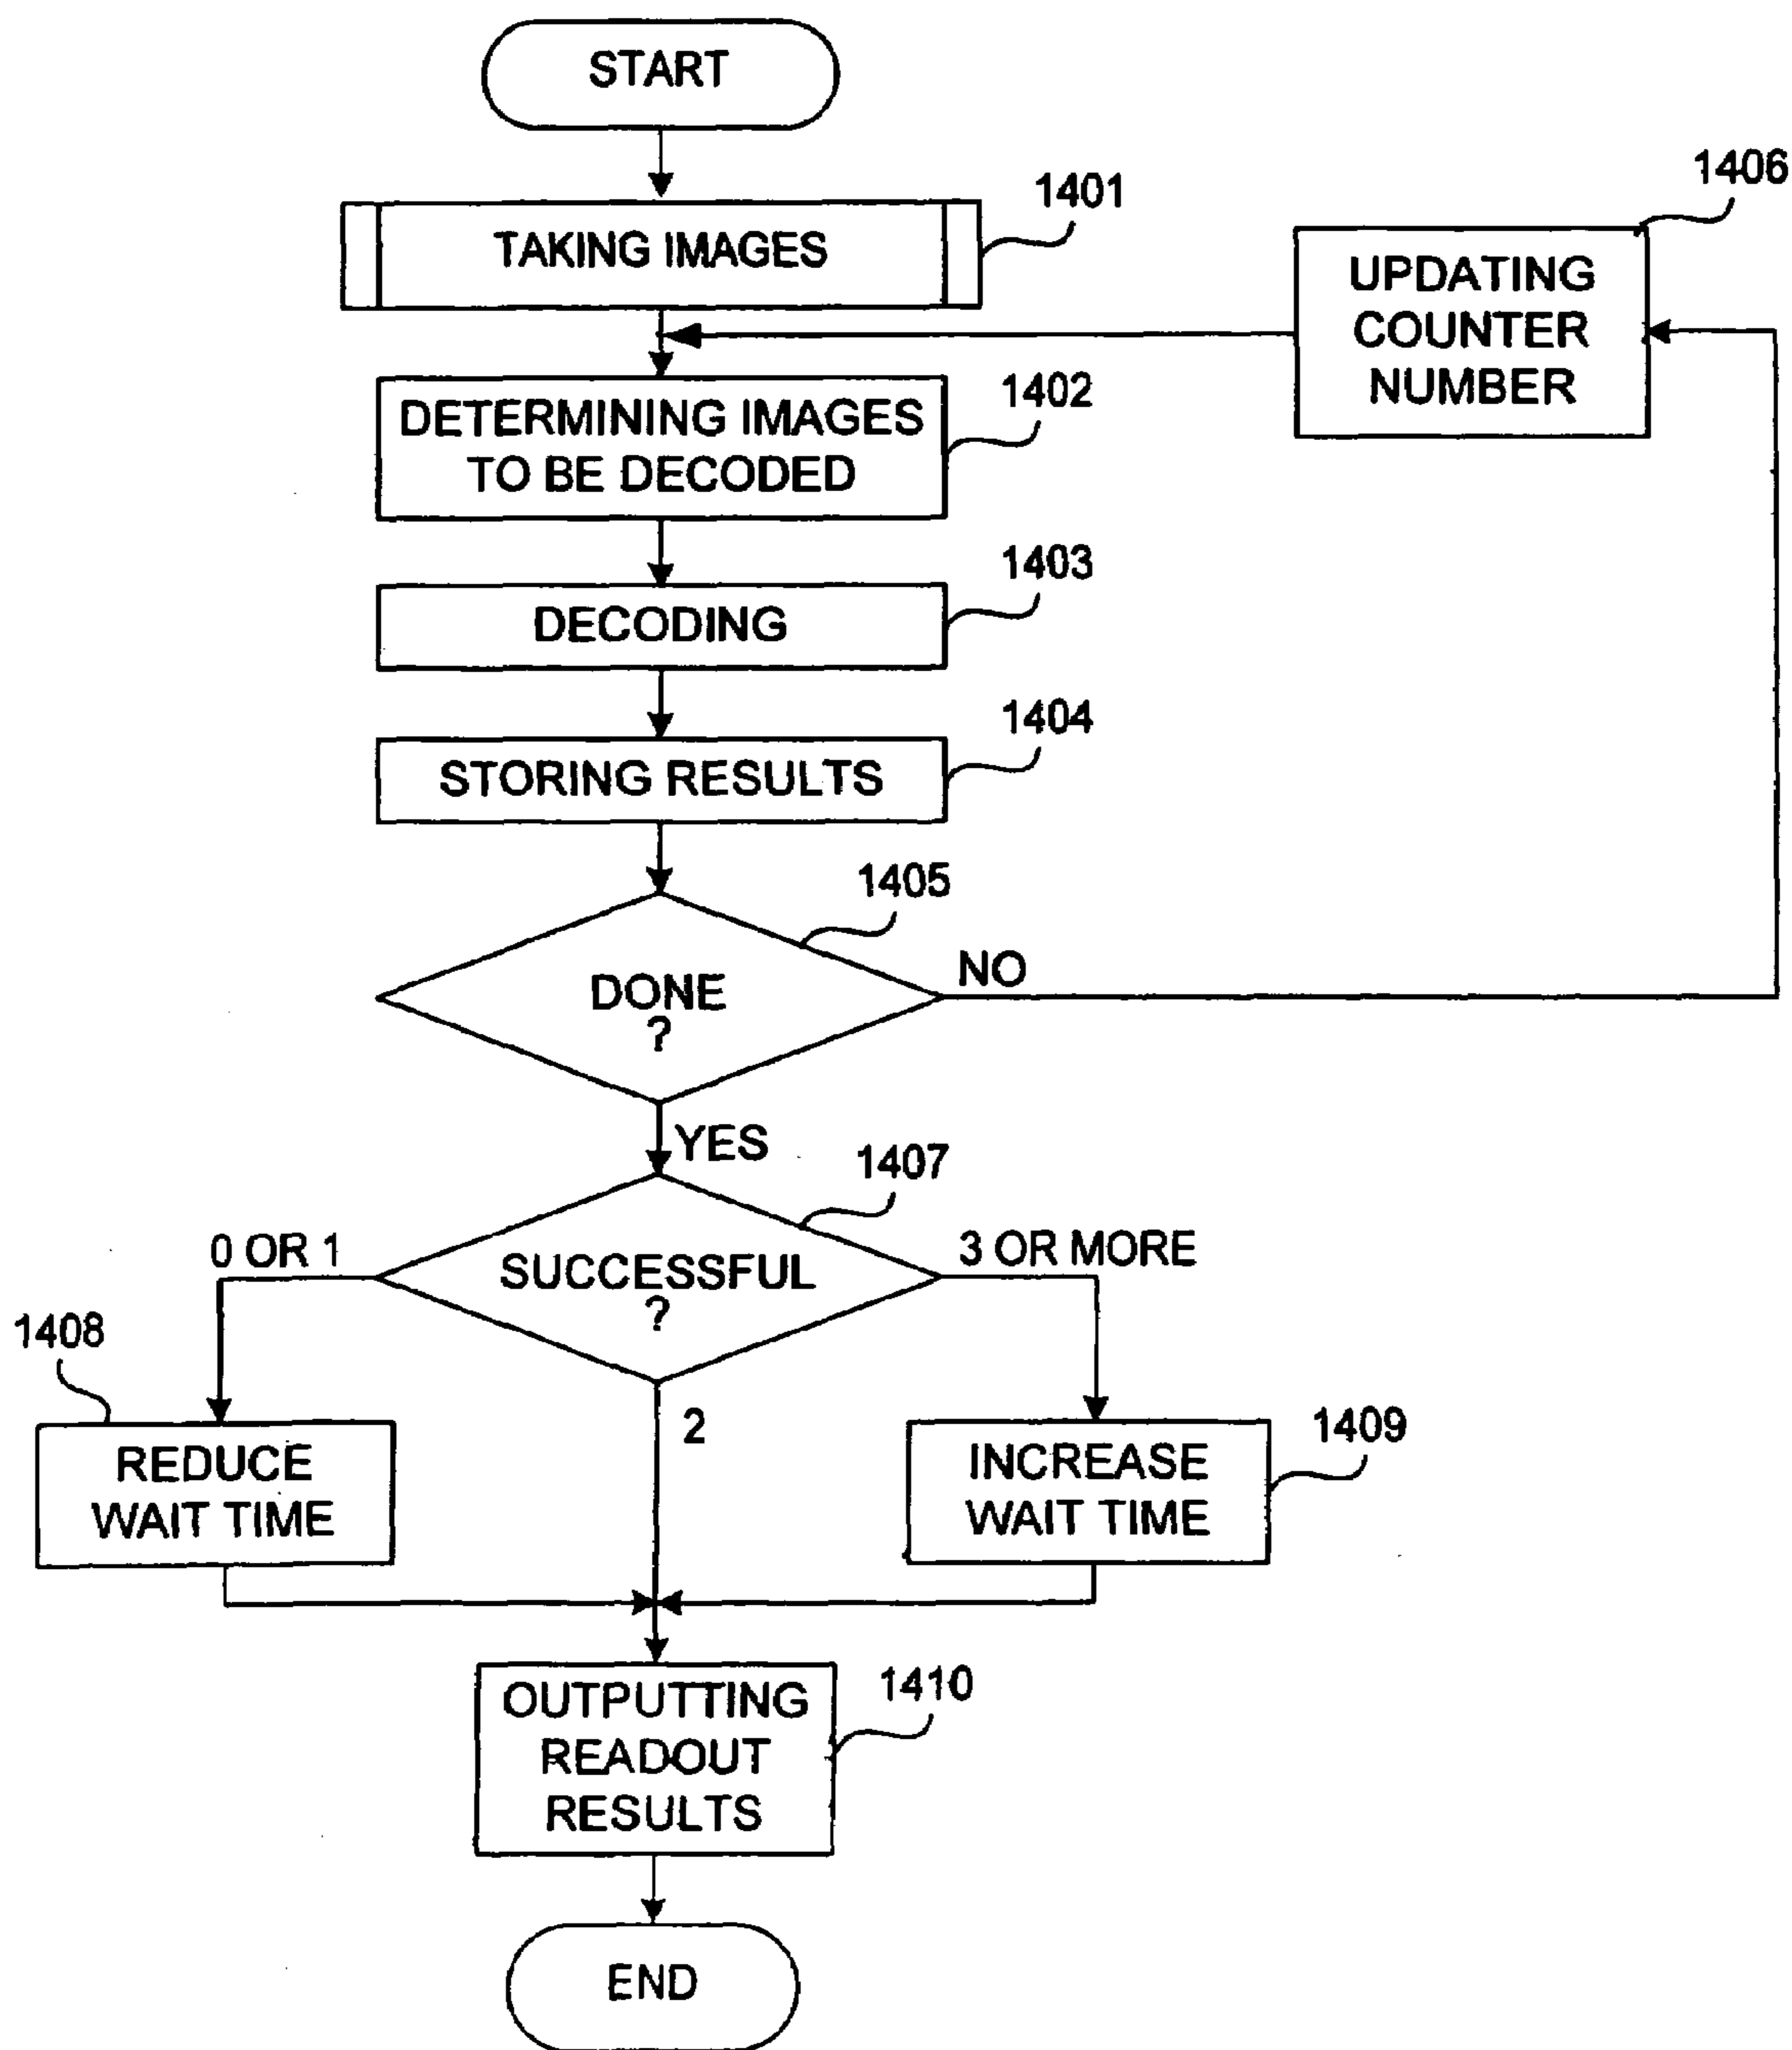 START
1401
TAKING IMAGES
1406
UPDATING
COUNTER
NUMBER
1402
DETERMINING IMAGES
TO BE DECODED
1403
DECODING
1404
STORING RESULTS
1405
DONE
?
NO
YES
1407
SUCCESSFUL
?
0 OR 1
3 OR MORE
2
1408
REDUCE
WAIT TIME
1409
INCREASE
WAIT TIME
1410
OUTPUTTING
READOUT
RESULTS
END